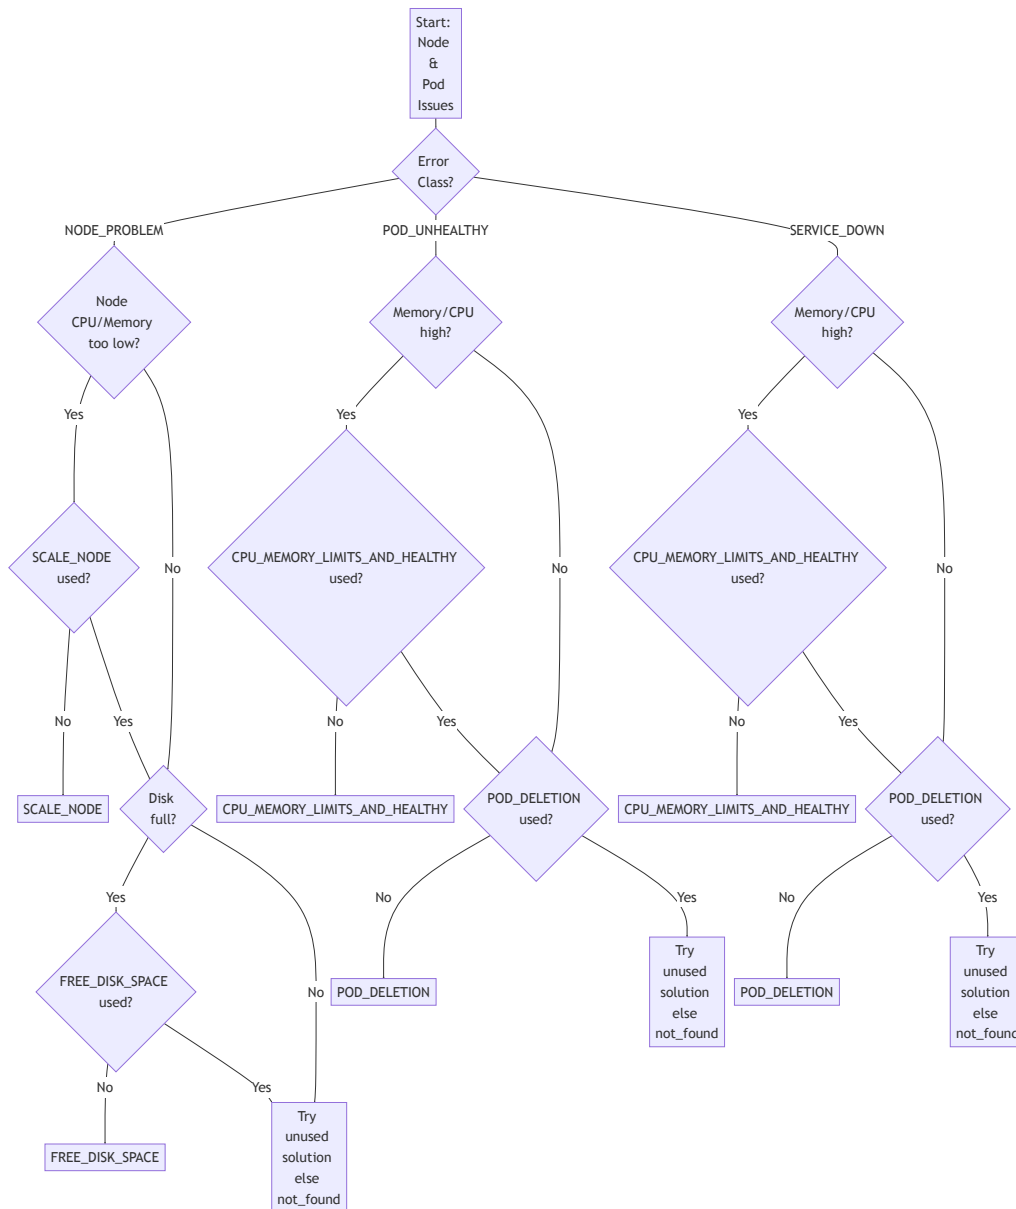 Start:
Node
&
Pod
Issues
Error
Class?
NODE_PROBLEM
POD_UNHEALTHY
SERVICE_DOWN
Node
CPU/Memory
too low?
Memory/CPU
high?
Memory/CPU
high?
Yes
Yes
Yes
SCALE_NODE
used?
No
CPU_MEMORY_LIMITS_AND_HEALTHY
used?
No
CPU_MEMORY_LIMITS_AND_HEALTHY
used?
No
No
Yes
No
Yes
No
Yes
SCALE_NODE
Disk
full?
CPU_MEMORY_LIMITS_AND_HEALTHY
POD_DELETION
used?
CPU_MEMORY_LIMITS_AND_HEALTHY
POD_DELETION
used?
Yes
No
Yes
No
Yes
FREE_DISK_SPACE
used?
No
POD_DELETION
Try
unused
solution
else
not_found
POD_DELETION
Try
unused
solution
else
not_found
No
Yes
FREE_DISK_SPACE
Try
unused
solution
else
not_found